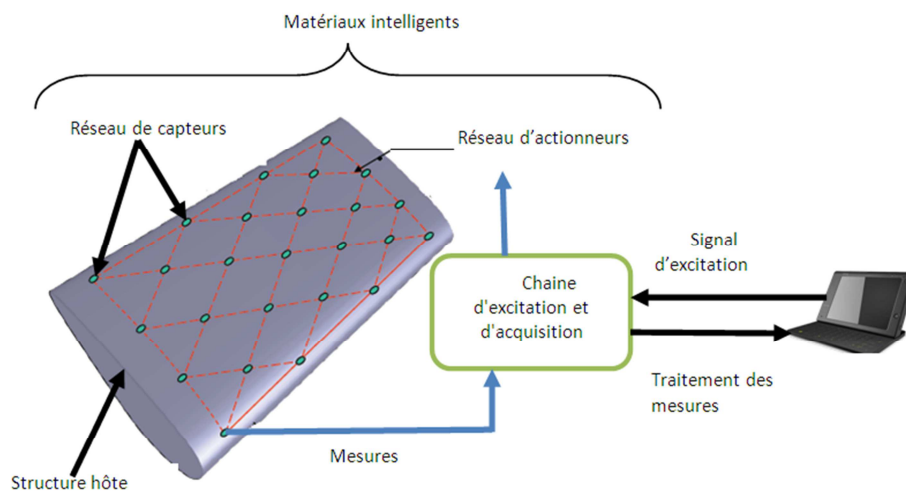 Matériaux intelligents
Réseau de capteurs
Réseau d'actionneurs
Signal
d'excitation
Chaine
d'excitation et
d'acquisition
Traitement des
mesures
Mesures
Structure hôte